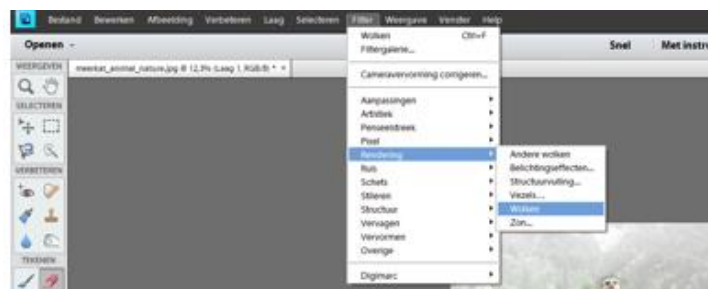 Bestand Bewerken Afbeelding Verbeteren Laag Selecteren Filter Weergave Venster Help
Openen
Snel
Met instru
WEERGEVEN
meerkat_animal_nature.jpg @ 12,3% (Laag 1, RGB/8) *
SELECTEREN
VERBETEREN
TEKENEN
Wolken Ctrl+F
Filtergalerie...
Cameravervorming corrigeren...
Aanpassingen
Artistiek
Penseelstreek
Pixel
Rendering
Ruis
Schets
Stileren
Structuur
Vervagen
Vervormen
Overige
Digimarc
Andere wolken
Belichtingseffecten...
Structuurvulling...
Vezels...
Wolken
Zon...